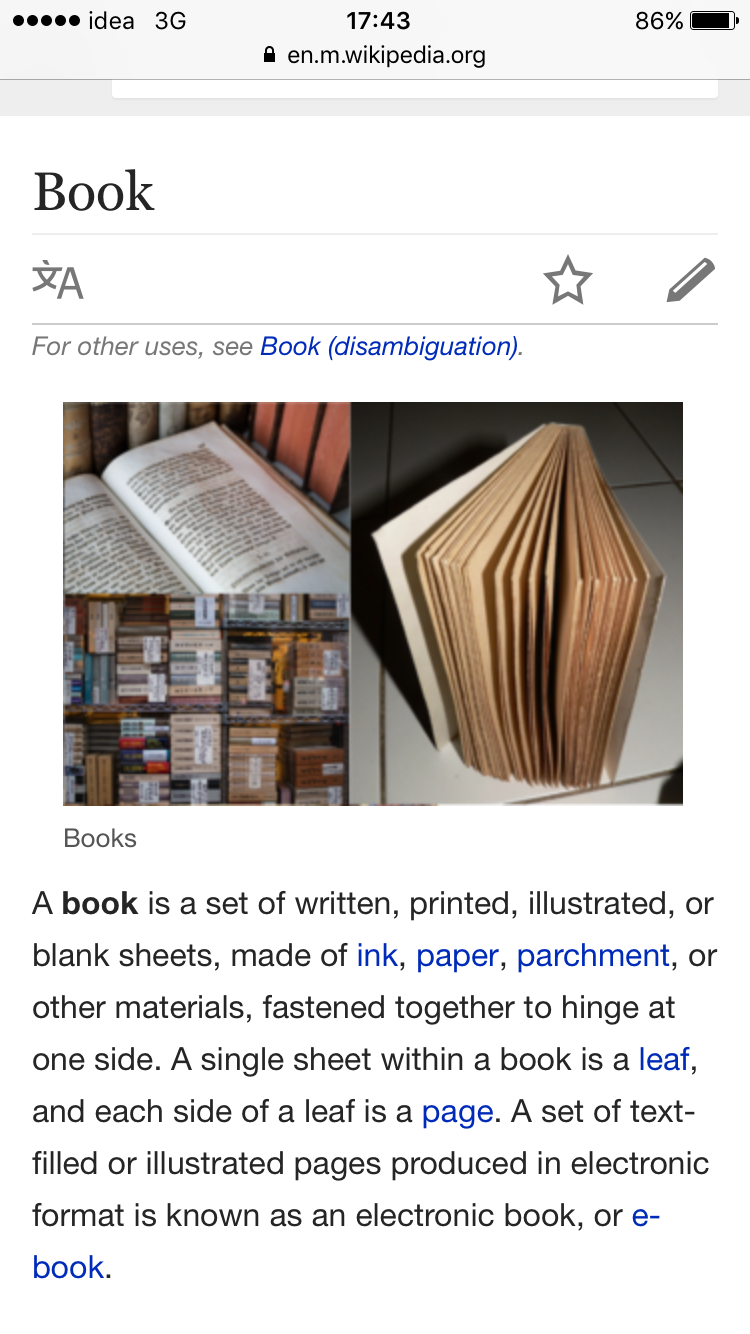 idea 3G 17:43 86%
en.m.wikipedia.org
Book
文A
For other uses, see Book (disambiguation).
Books
A book is a set of written, printed, illustrated, or
blank sheets, made of ink, paper, parchment, or
other materials, fastened together to hinge at
one side. A single sheet within a book is a leaf,
and each side of a leaf is a page. A set of text-
filled or illustrated pages produced in electronic
format is known as an electronic book, or e-
book.